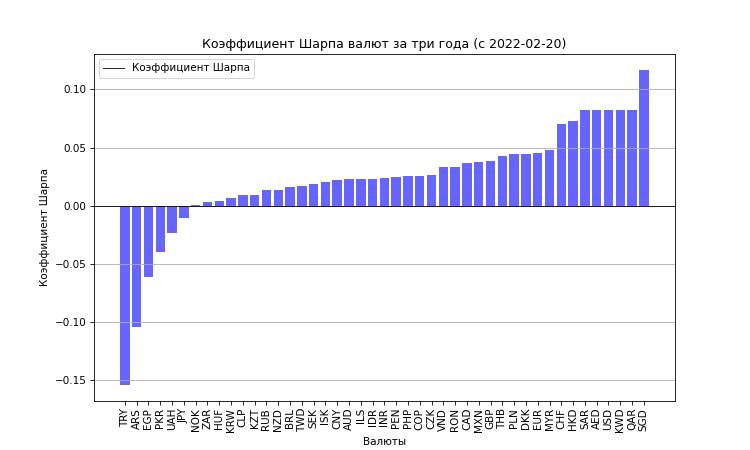 Коэффициент Шарпа валют за три года (с 2022-02-20)
Коэффициент Шарпа
Коэффициент Шарпа
0.10
0.05
0.00
−0.05
−0.10
−0.15
TRY ARS EGP PKR UAH JPY NOK ZAR HUF KRW CLP KZT RUB NZD BRL TWD SEK ISK CNY AUD ILS IDR INR PEN PHP COP CZK VND RON CAD MXN GBP THB PLN DKK EUR MYR CHF HKD SAR AED USD KWD QAR SGD
Валюты